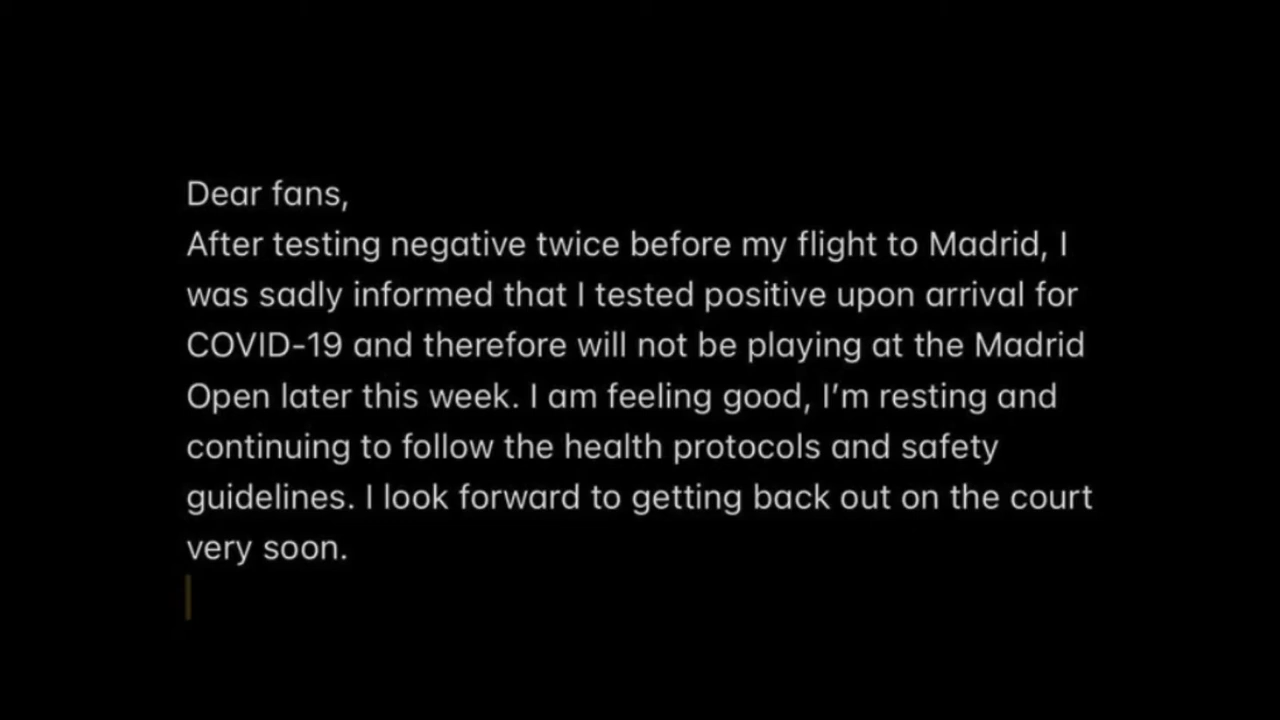 Dear fans,
After testing negative twice before my flight to Madrid, I
was sadly informed that I tested positive upon arrival for
COVID-19 and therefore will not be playing at the Madrid
Open later this week. I am feeling good, I’m resting and
continuing to follow the health protocols and safety
guidelines. I look forward to getting back out on the court
very soon.